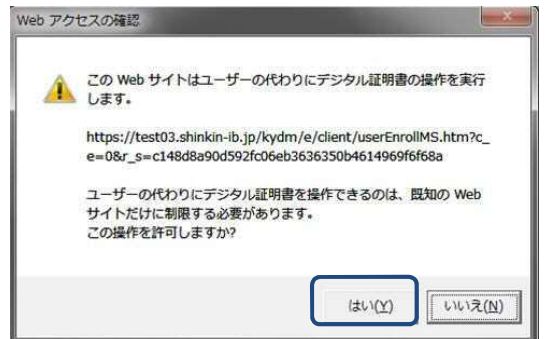 Web アクセスの確認
この Web サイトはユーザーの代わりにデジタル証明書の操作を実行
します。
https://test03.shinkin-ib.jp/kydm/e/client/userEnrollMS.htm?c_
e=0&r_s=c148d8a90d592fc06eb3636350b4614969f6f68a
ユーザーの代わりにデジタル証明書を操作できるのは、既知の Web
サイトだけに制限する必要があります。
この操作を許可しますか?
はい(Y)
いいえ(N)